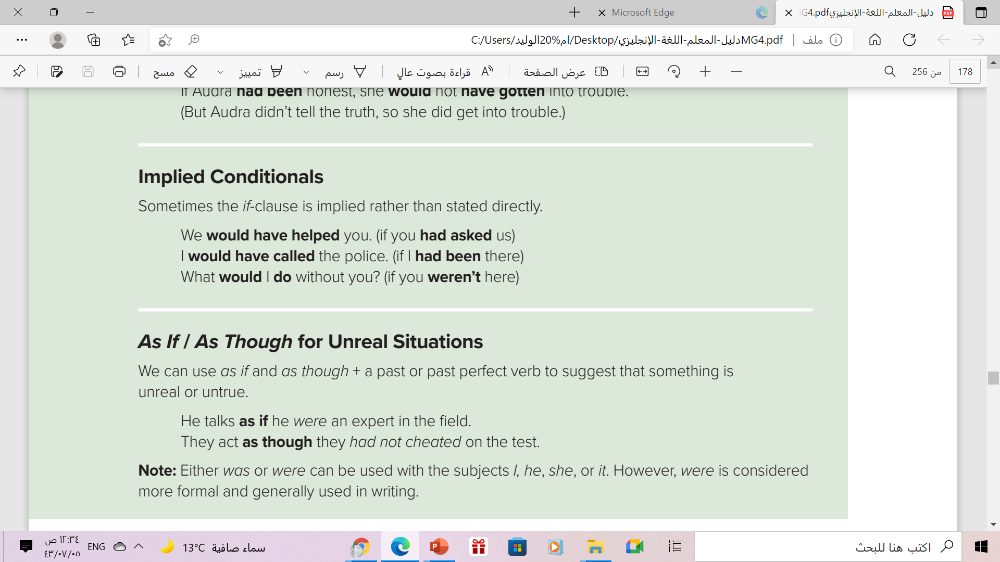 Microsoft Edge
دليل-المعلم-اللغة-الإنجليزيG4.pdf
C:/Users/ام%20الوليد/Desktop/دليل-المعلم-اللغة-الإنجليزيMG4.pdf
ملف
178
من 256
عرض الصفحة
قراءة بصوت عالٍ
رسم
تمييز
مسح
If Audra had been honest, she would not have gotten into trouble.
(But Audra didn't tell the truth, so she did get into trouble.)
Implied Conditionals
Sometimes the if-clause is implied rather than stated directly.
We would have helped you. (if you had asked us)
I would have called the police. (if I had been there)
What would I do without you? (if you weren't here)
As If / As Though for Unreal Situations
We can use as if and as though + a past or past perfect verb to suggest that something is
unreal or untrue.
He talks as if he were an expert in the field.
They act as though they had not cheated on the test.
Note: Either was or were can be used with the subjects I, he, she, or it. However, were is considered
more formal and generally used in writing.
اكتب هنا للبحث
13°C سماء صافية
ENG
١٢:٣٤ ص
٤٣/٠٧/٠٥